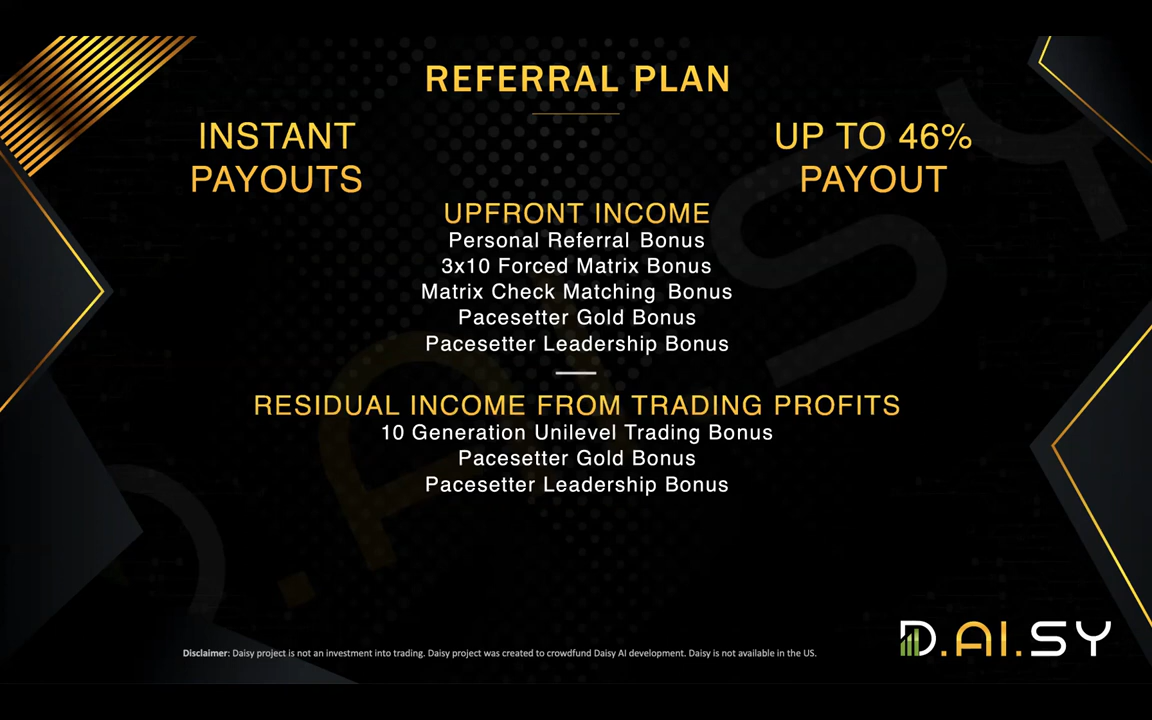 REFERRAL PLAN
INSTANT
PAYOUTS
UP TO 46%
PAYOUT
UPFRONT INCOME
Personal Referral Bonus
3x10 Forced Matrix Bonus
Matrix Check Matching Bonus
Pacesetter Gold Bonus
Pacesetter Leadership Bonus
RESIDUAL INCOME FROM TRADING PROFITS
10 Generation Unilevel Trading Bonus
Pacesetter Gold Bonus
Pacesetter Leadership Bonus
Disclaimer: Daisy project is not an investment into trading. Daisy project was created to crowdfund Daisy AI development. Daisy is not available in the US.
D.AI.SY
D.AI.SY